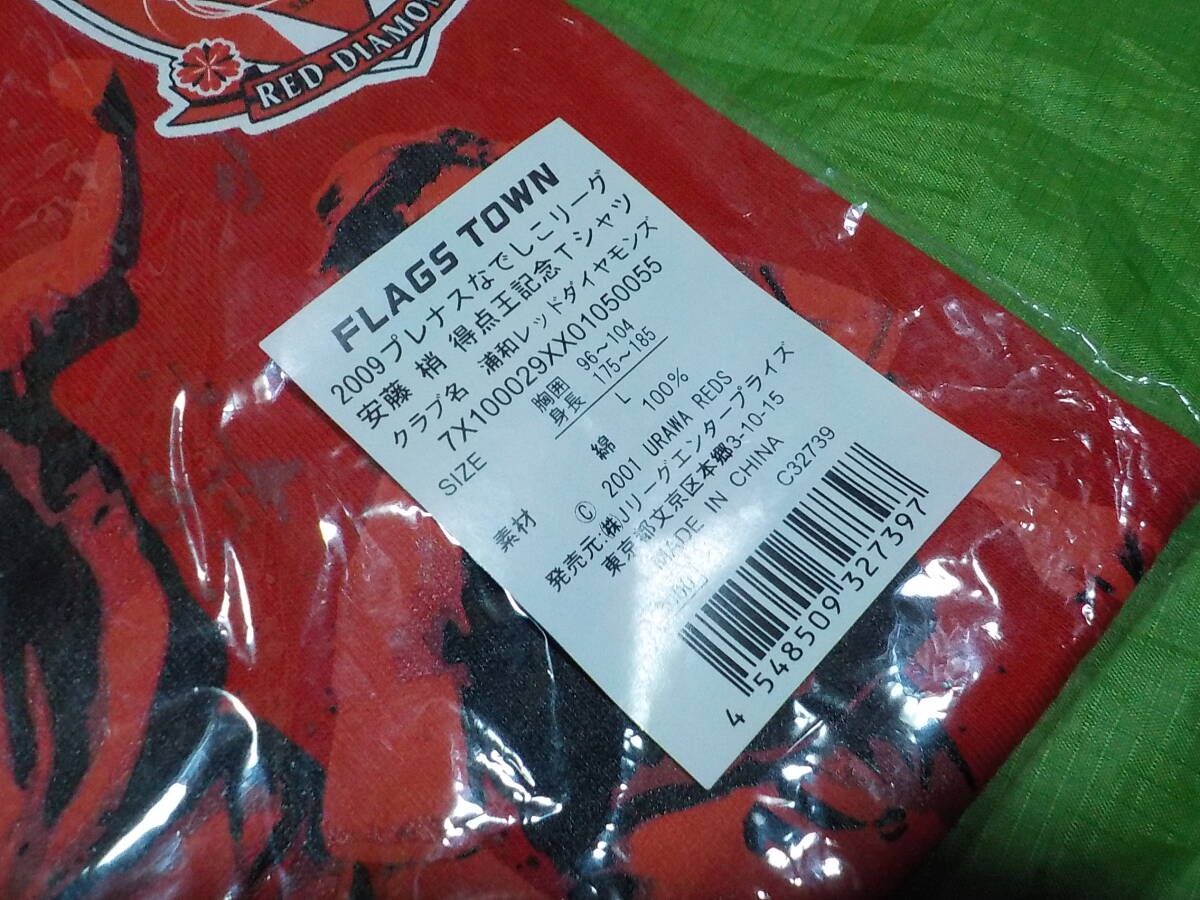 RED DIAMON
FLAGS TOWN
2009プレナスなでしこリーグ
安藤 梢 得点王記念Tシャツ
クラブ名 浦和レッドダイヤモンズ
7X100029XX01050055
SIZE 胸囲 96～104
身長 175～185
L
素材 綿 100%
© 2001 URAWA REDS
発売元:㈱Jリーグエンタープライズ
東京都文京区本郷3-10-15
MADE IN CHINA
C32739
4 548509 327397